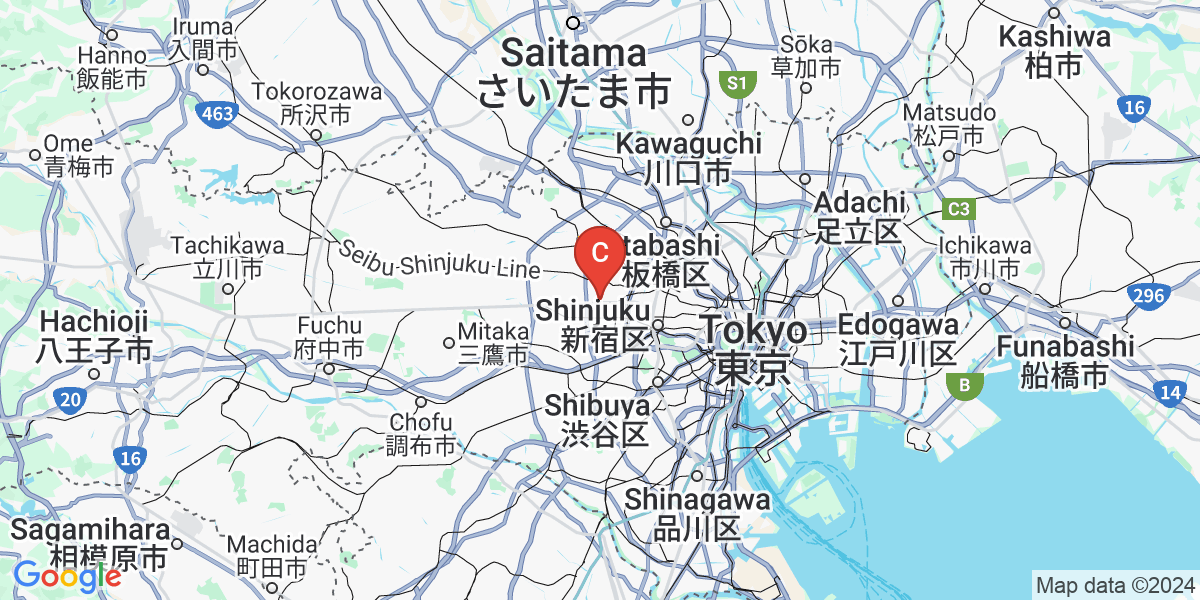 Iruma
入間市
Hanno
飯能市
Saitama
さいたま市
Sōka
草加市
Kashiwa
柏市
S1
Tokorozawa
所沢市
463
16
Matsudo
松戸市
Ome
青梅市
Kawaguchi
川口市
Adachi
足立区
C3
Tachikawa
立川市
Seibu-Shinjuku Line
C
tabashi
板橋区
Ichikawa
市川市
296
Hachioji
八王子市
Fuchu
府中市
Mitaka
三鷹市
Shinjuku
新宿区
Tokyo
東京
Edogawa
江戸川区
Funabashi
船橋市
20
B
14
Chofu
調布市
Shibuya
渋谷区
16
Shinagawa
品川区
Sagamihara
相模原市
Machida
町田市
Google
Map data ©2024